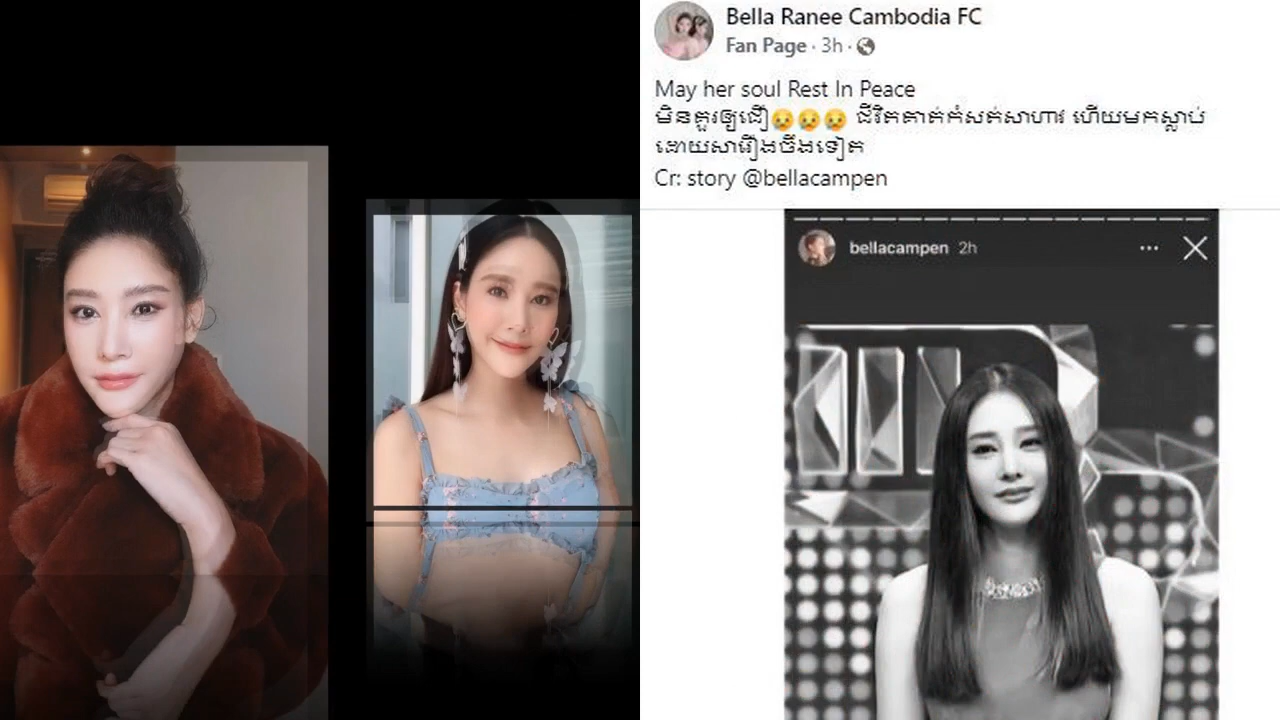 Bella Ranee Cambodia FC
Fan Page · 3h ·
May her soul Rest In Peace
មិនគួរឲ្យជឿ😢😢😢 ជីវិតគាត់កំសត់សាហាវ ហើយមកស្លាប់
ដោយសារឿងចឹងទៀត
Cr: story @bellacampen
bellacampen 2h